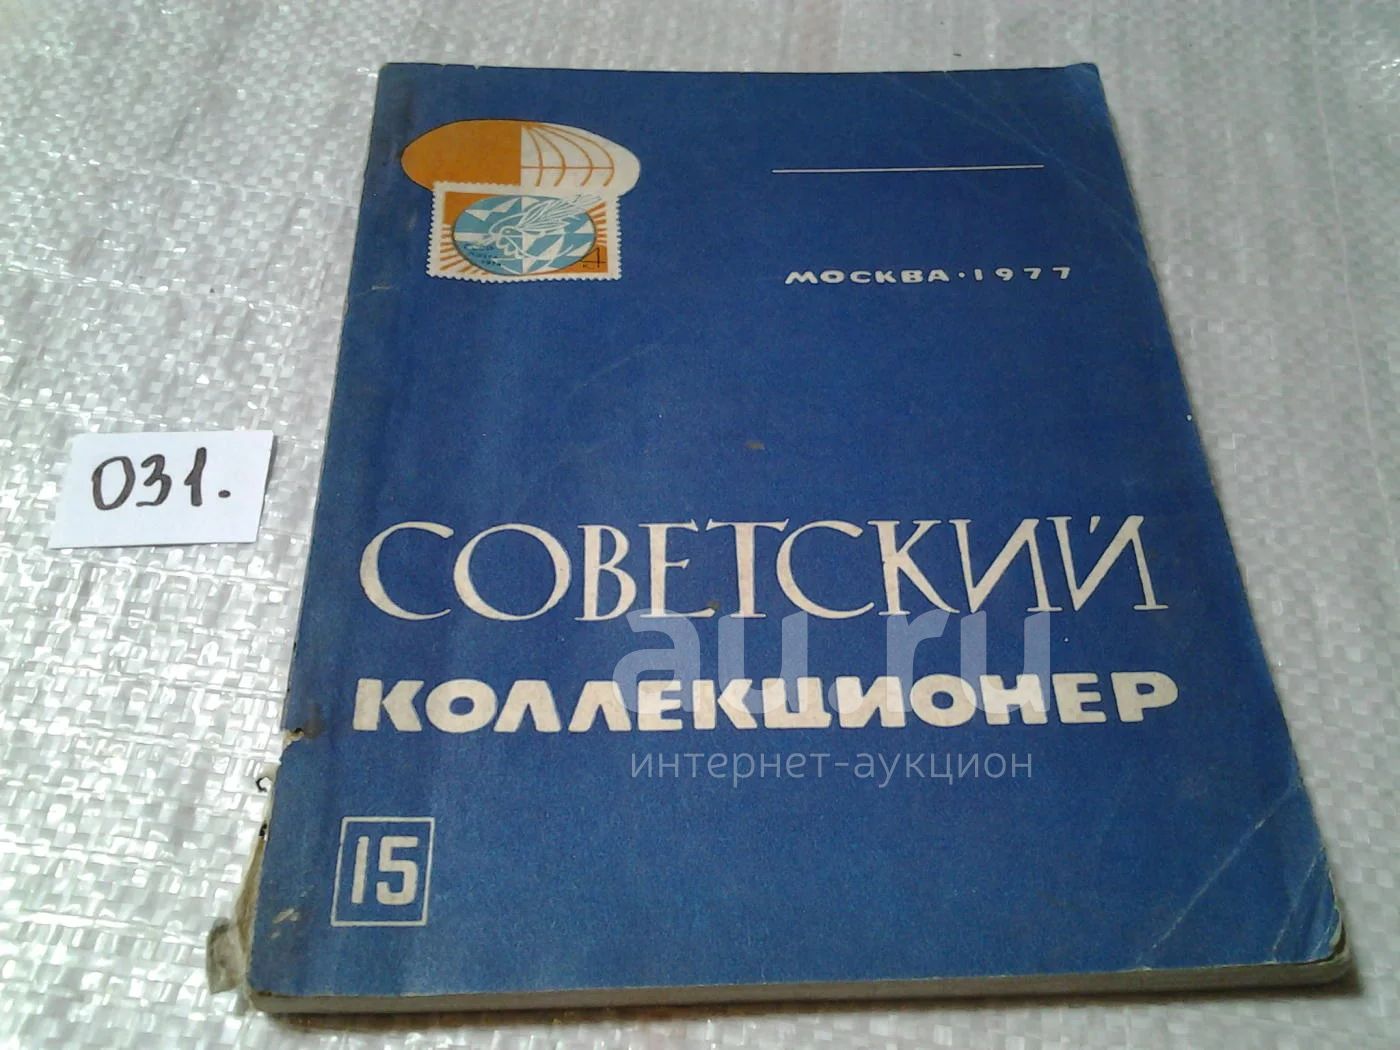 МОСКВА · 1977
031.
СОВЕТСКИЙ
КОЛЛЕКЦИОНЕР
au.ru
интернет-аукцион
15